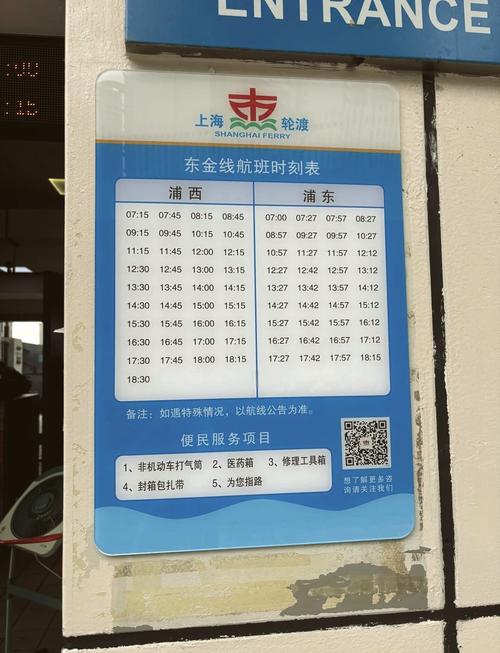 ENTRANCE
:00
:15
上海 轮渡
SHANGHAI FERRY
东金线航班时刻表
浦西 浦东
07:15 07:45 08:15 08:45 07:00 07:27 07:57 08:27
09:15 09:45 10:15 10:45 08:57 09:27 09:57 10:27
11:15 11:45 12:00 12:15 10:57 11:27 11:57 12:12
12:30 12:45 13:00 13:15 12:27 12:42 12:57 13:12
13:30 13:45 14:00 14:15 13:27 13:42 13:57 14:12
14:30 14:45 15:00 15:15 14:27 14:42 14:57 15:12
15:30 15:45 16:00 16:15 15:27 15:42 15:57 16:12
16:30 16:45 17:00 17:15 16:27 16:42 16:57 17:12
17:30 17:45 18:00 18:15 17:27 17:42 17:57 18:15
18:30
备注：如遇特殊情况，以航线公告为准。
便民服务项目
1、非机动车打气筒 2、医药箱 3、修理工具箱
4、封箱包扎带 5、为您指路
想了解更多咨
询请关注我们